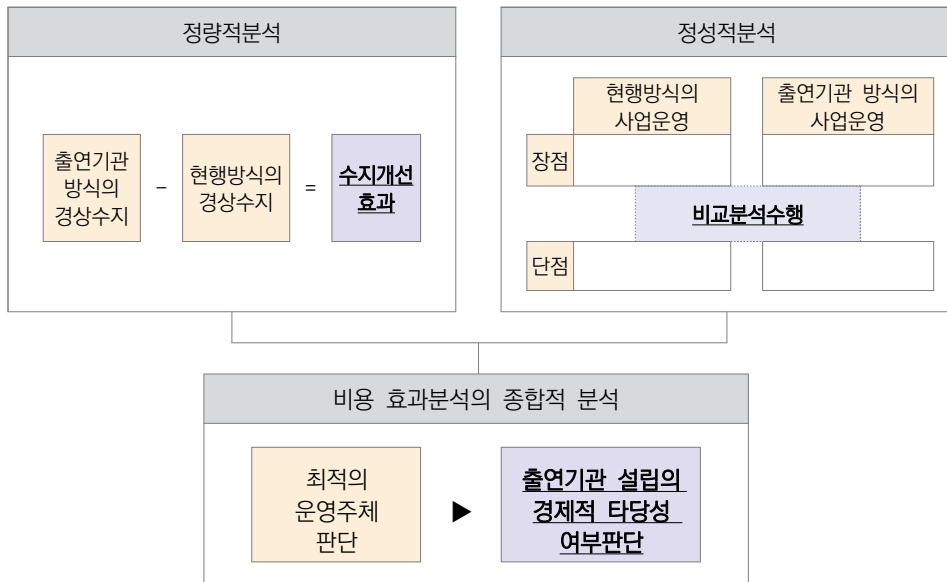 정량적분석
출연기관
방식의
경상수지
-
현행방식의
경상수지
=
수지개선
효과
정성적분석
현행방식의
사업운영
출연기관 방식의
사업운영
장점
비교분석수행
단점
비용 효과분석의 종합적 분석
최적의
운영주체
판단
▶
출연기관 설립의
경제적 타당성
여부판단